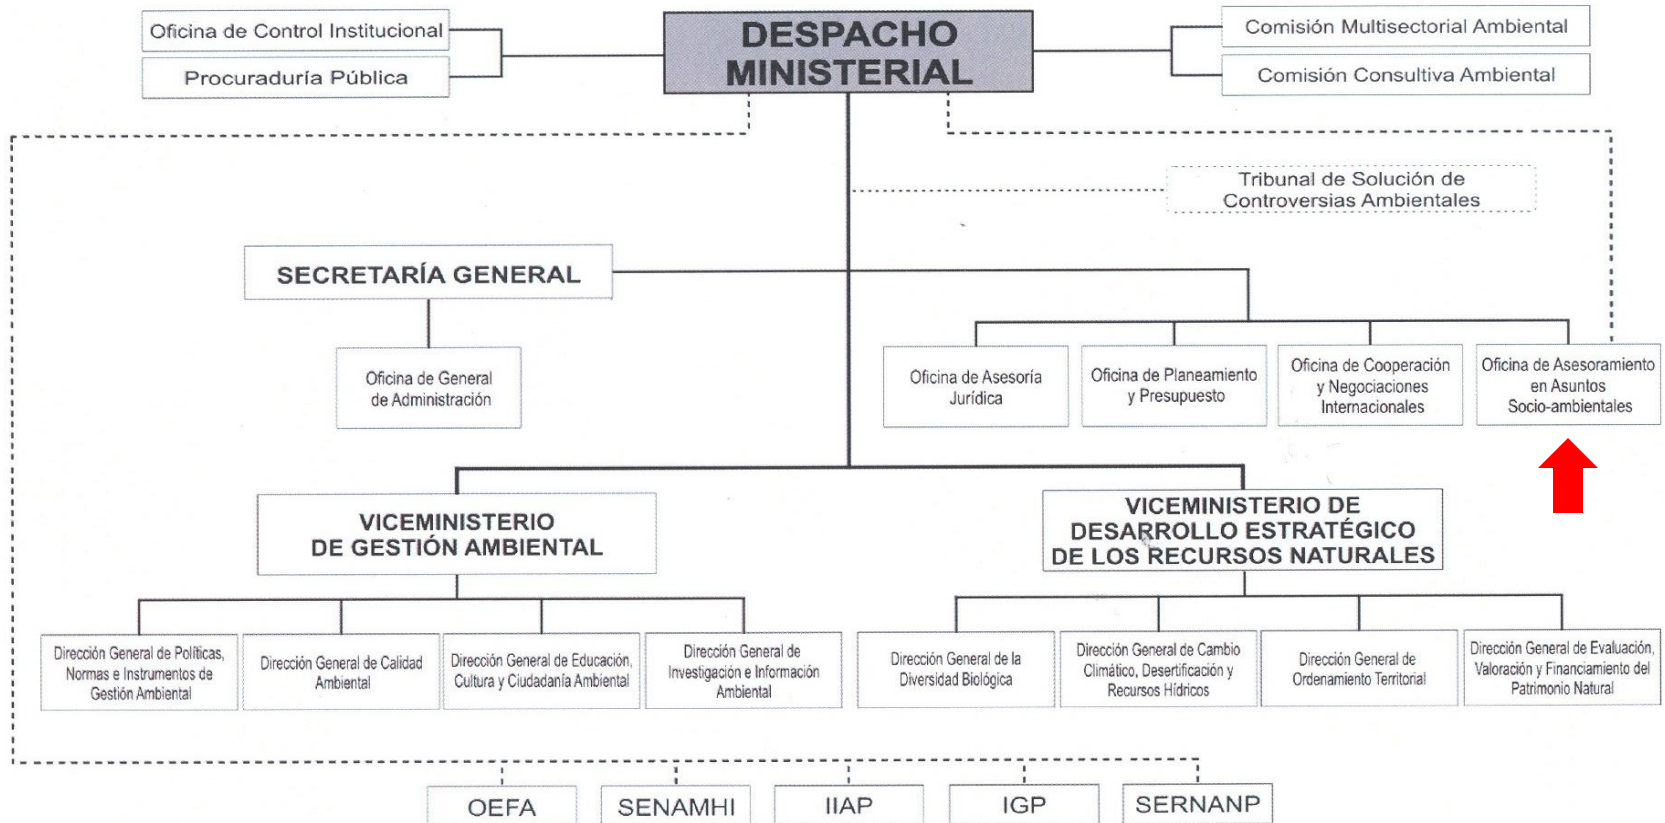 Oficina de Control Institucional
Procuraduría Pública
DESPACHO
MINISTERIAL
Comisión Multisectorial Ambiental
Comisión Consultiva Ambiental
Tribunal de Solución de
Controversias Ambientales
SECRETARÍA GENERAL
Oficina de General
de Administración
Oficina de Asesoría
Jurídica
Oficina de Planeamiento
y Presupuesto
Oficina de Cooperación
y Negociaciones
Internacionales
Oficina de Asesoramiento
en Asuntos
Socio-ambientales
VICEMINISTERIO
DE GESTIÓN AMBIENTAL
VICEMINISTERIO DE
DESARROLLO ESTRATÉGICO
DE LOS RECURSOS NATURALES
Dirección General de Políticas,
Normas e Instrumentos de
Gestión Ambiental
Dirección General de Calidad
Ambiental
Dirección General de Educación,
Cultura y Ciudadanía Ambiental
Dirección General de
Investigación e Información
Ambiental
Dirección General de la
Diversidad Biológica
Dirección General de Cambio
Climático, Desertificación y
Recursos Hídricos
Dirección General de
Ordenamiento Territorial
Dirección General de Evaluación,
Valoración y Financiamiento del
Patrimonio Natural
OEFA
SENAMHI
IIAP
IGP
SERNANP